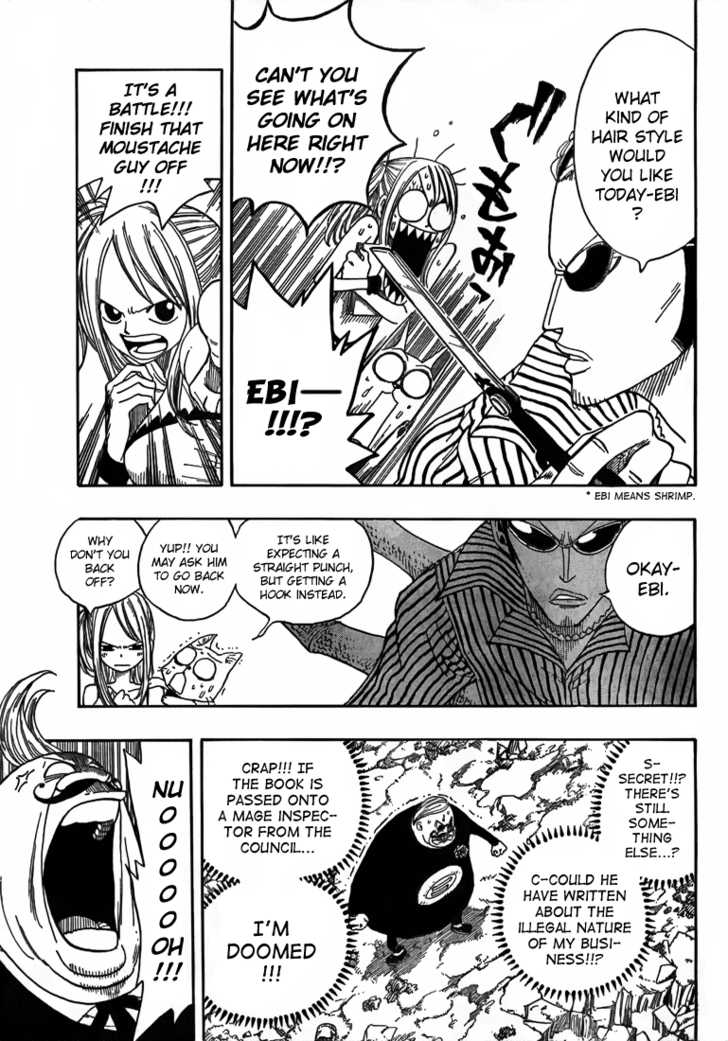 WHAT
KIND OF
HAIR STYLE
WOULD
YOU LIKE
TODAY-EBI
?
CAN'T YOU
SEE WHAT'S
GOING ON
HERE RIGHT
NOW!!?
EBI—
!!!?
* EBI MEANS SHRIMP.
IT'S A
BATTLE!!!
FINISH THAT
MOUSTACHE
GUY OFF
!!!
OKAY-
EBI.
IT'S LIKE
EXPECTING A
STRAIGHT PUNCH,
BUT GETTING A
HOOK INSTEAD.
YUP!! YOU
MAY ASK HIM
TO GO BACK
NOW.
WHY
DON'T YOU
BACK
OFF?
S-
SECRET!!?
THERE'S
STILL
SOME-
THING
ELSE...?
C-COULD HE
HAVE WRITTEN
ABOUT THE
ILLEGAL NATURE
OF MY BUSI-
NESS!!?
CRAP!!! IF
THE BOOK IS
PASSED ONTO
A MAGE INSPEC-
TOR FROM THE
COUNCIL...
I'M
DOOMED
!!!
NU
O
O
O
O
O
O
OH
!!!